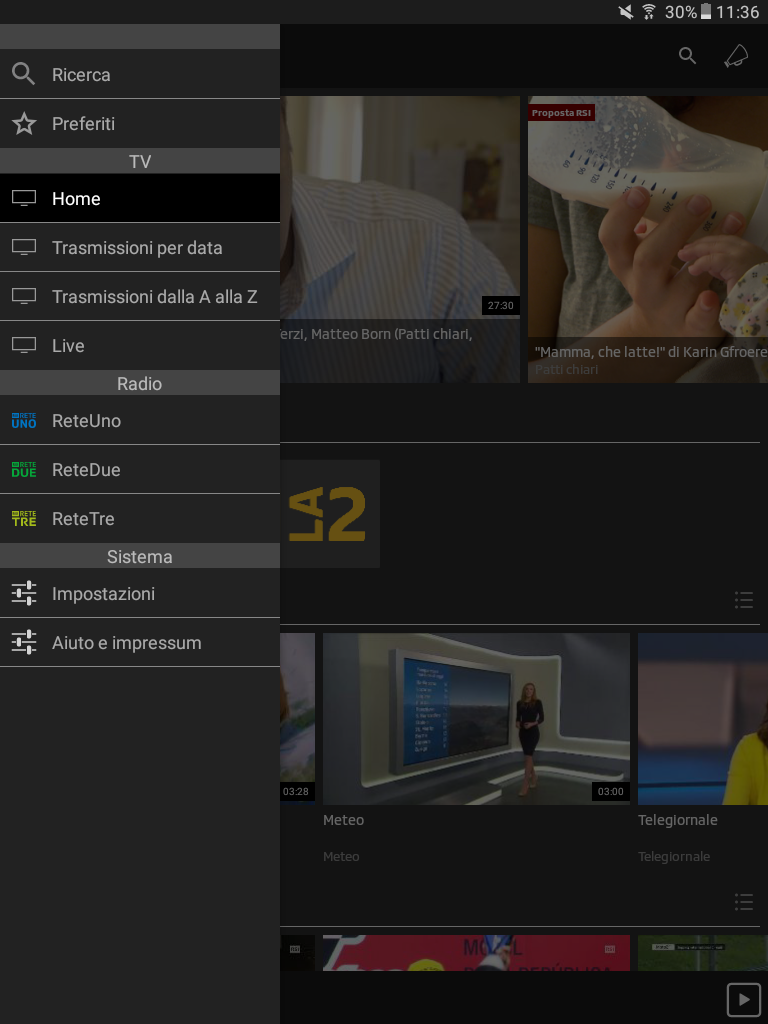 30% 11:36
Ricerca
Preferiti
TV
Home
Trasmissioni per data
Trasmissioni dalla A alla Z
Live
Radio
RETE UNO ReteUno
RETE DUE ReteDue
RETE TRE ReteTre
Sistema
Impostazioni
Aiuto e impressum
27:30
Matteo Born (Patti chiari,
Proposta RSI
"Mamma, che latte!" di Karin Gfroere
Patti chiari
LA 2
03:28
03:00
Meteo
Meteo
Telegiornale
Telegiornale